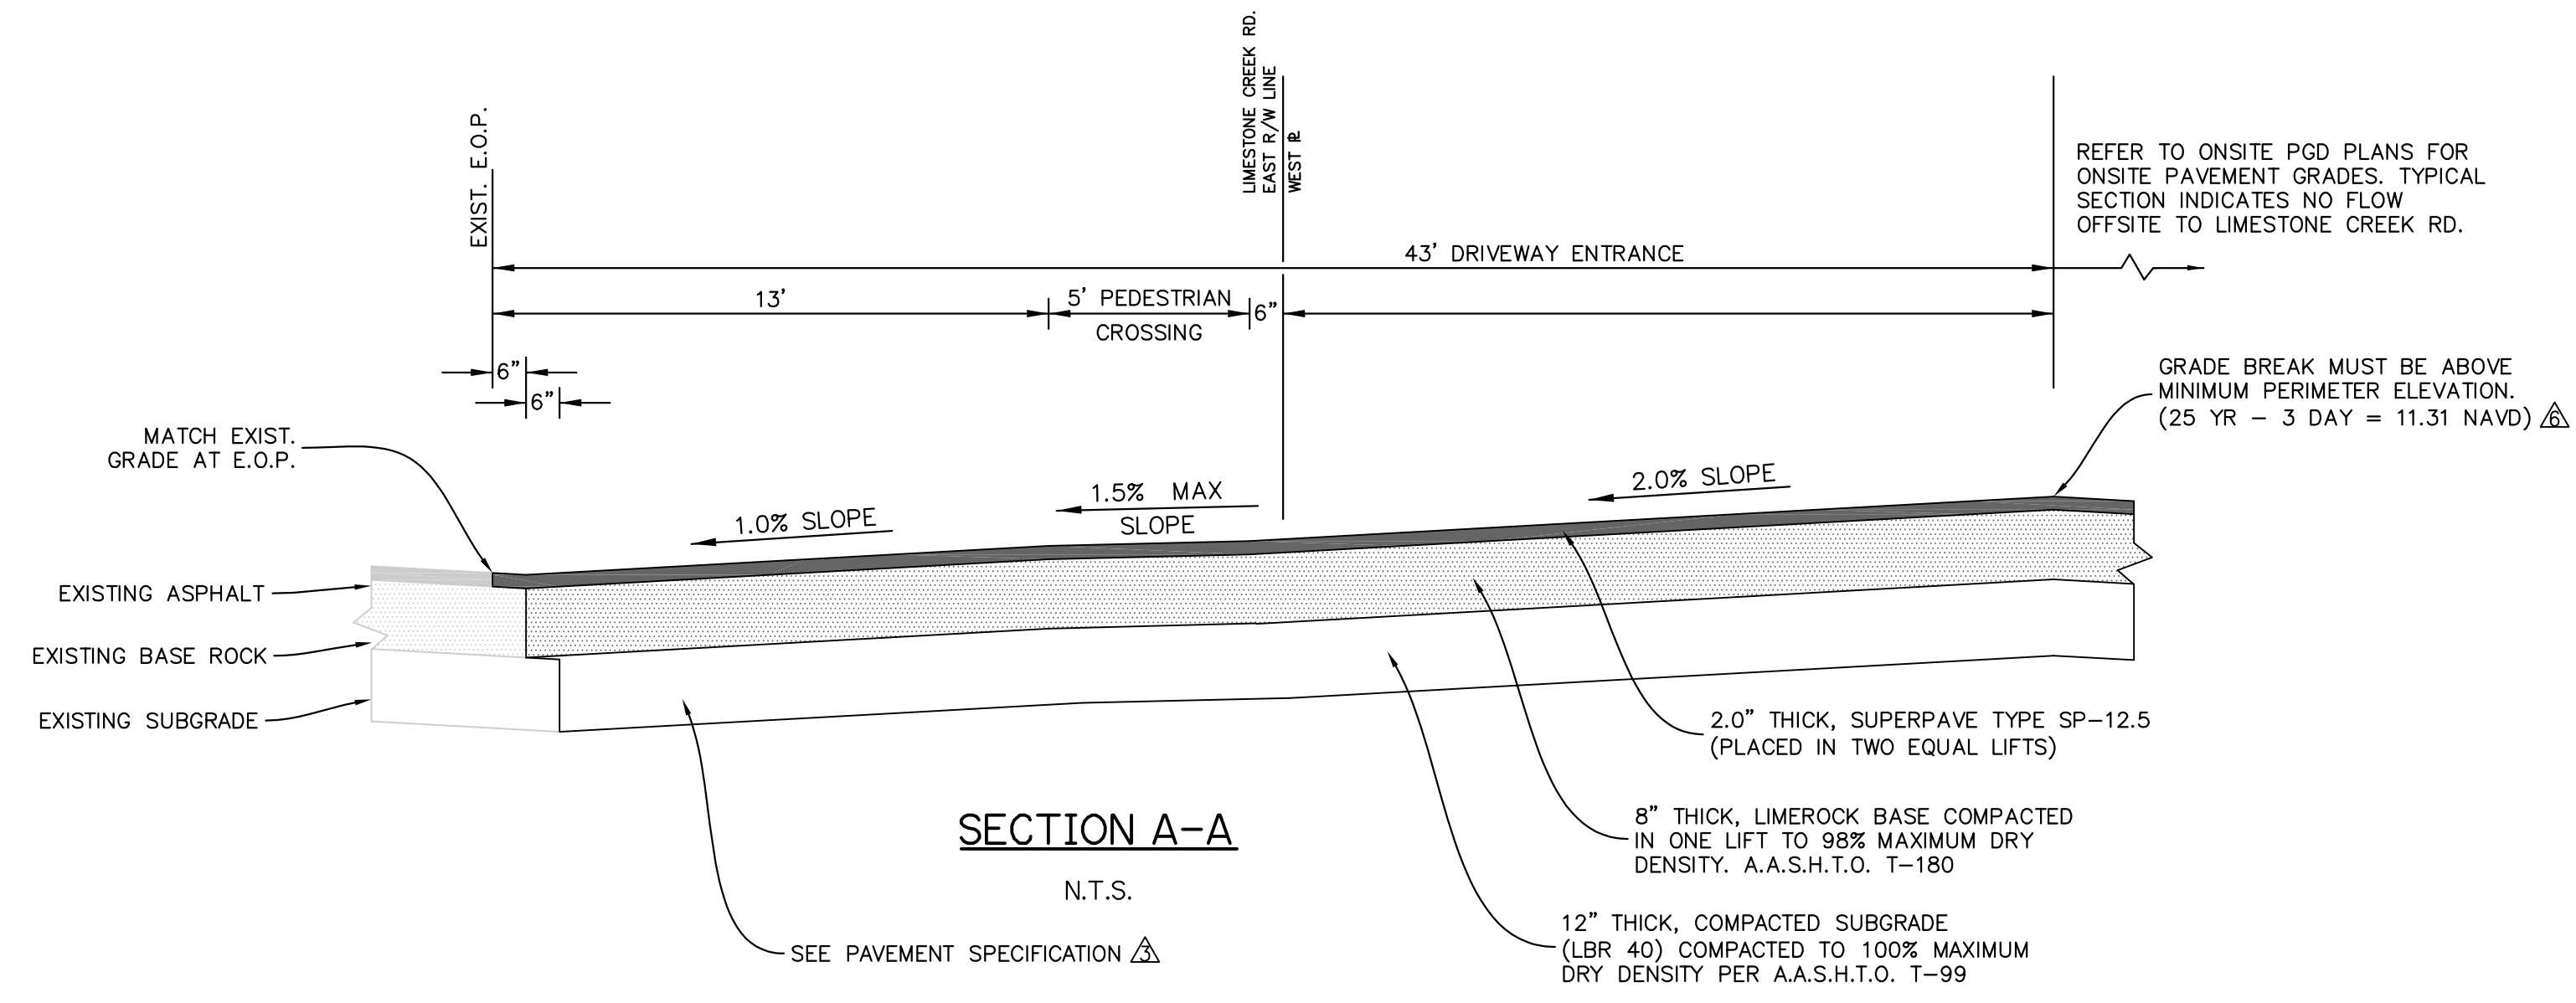 LIMESTONE CREEK RD.
EAST R/W LINE
WEST PL
EXIST. E.O.P.
REFER TO ONSITE PGD PLANS FOR
ONSITE PAVEMENT GRADES. TYPICAL
SECTION INDICATES NO FLOW
OFFSITE TO LIMESTONE CREEK RD.
43' DRIVEWAY ENTRANCE
13'
5' PEDESTRIAN
CROSSING
6"
6"
6"
GRADE BREAK MUST BE ABOVE
MINIMUM PERIMETER ELEVATION.
(25 YR - 3 DAY = 11.31 NAVD) 6
MATCH EXIST.
GRADE AT E.O.P.
1.0% SLOPE
1.5% MAX
SLOPE
2.0% SLOPE
EXISTING ASPHALT
EXISTING BASE ROCK
EXISTING SUBGRADE
2.0" THICK, SUPERPAVE TYPE SP-12.5
(PLACED IN TWO EQUAL LIFTS)
8" THICK, LIMEROCK BASE COMPACTED
IN ONE LIFT TO 98% MAXIMUM DRY
DENSITY. A.A.S.H.T.O. T-180
SECTION A-A
N.T.S.
12" THICK, COMPACTED SUBGRADE
(LBR 40) COMPACTED TO 100% MAXIMUM
DRY DENSITY PER A.A.S.H.T.O. T-99
SEE PAVEMENT SPECIFICATION 3